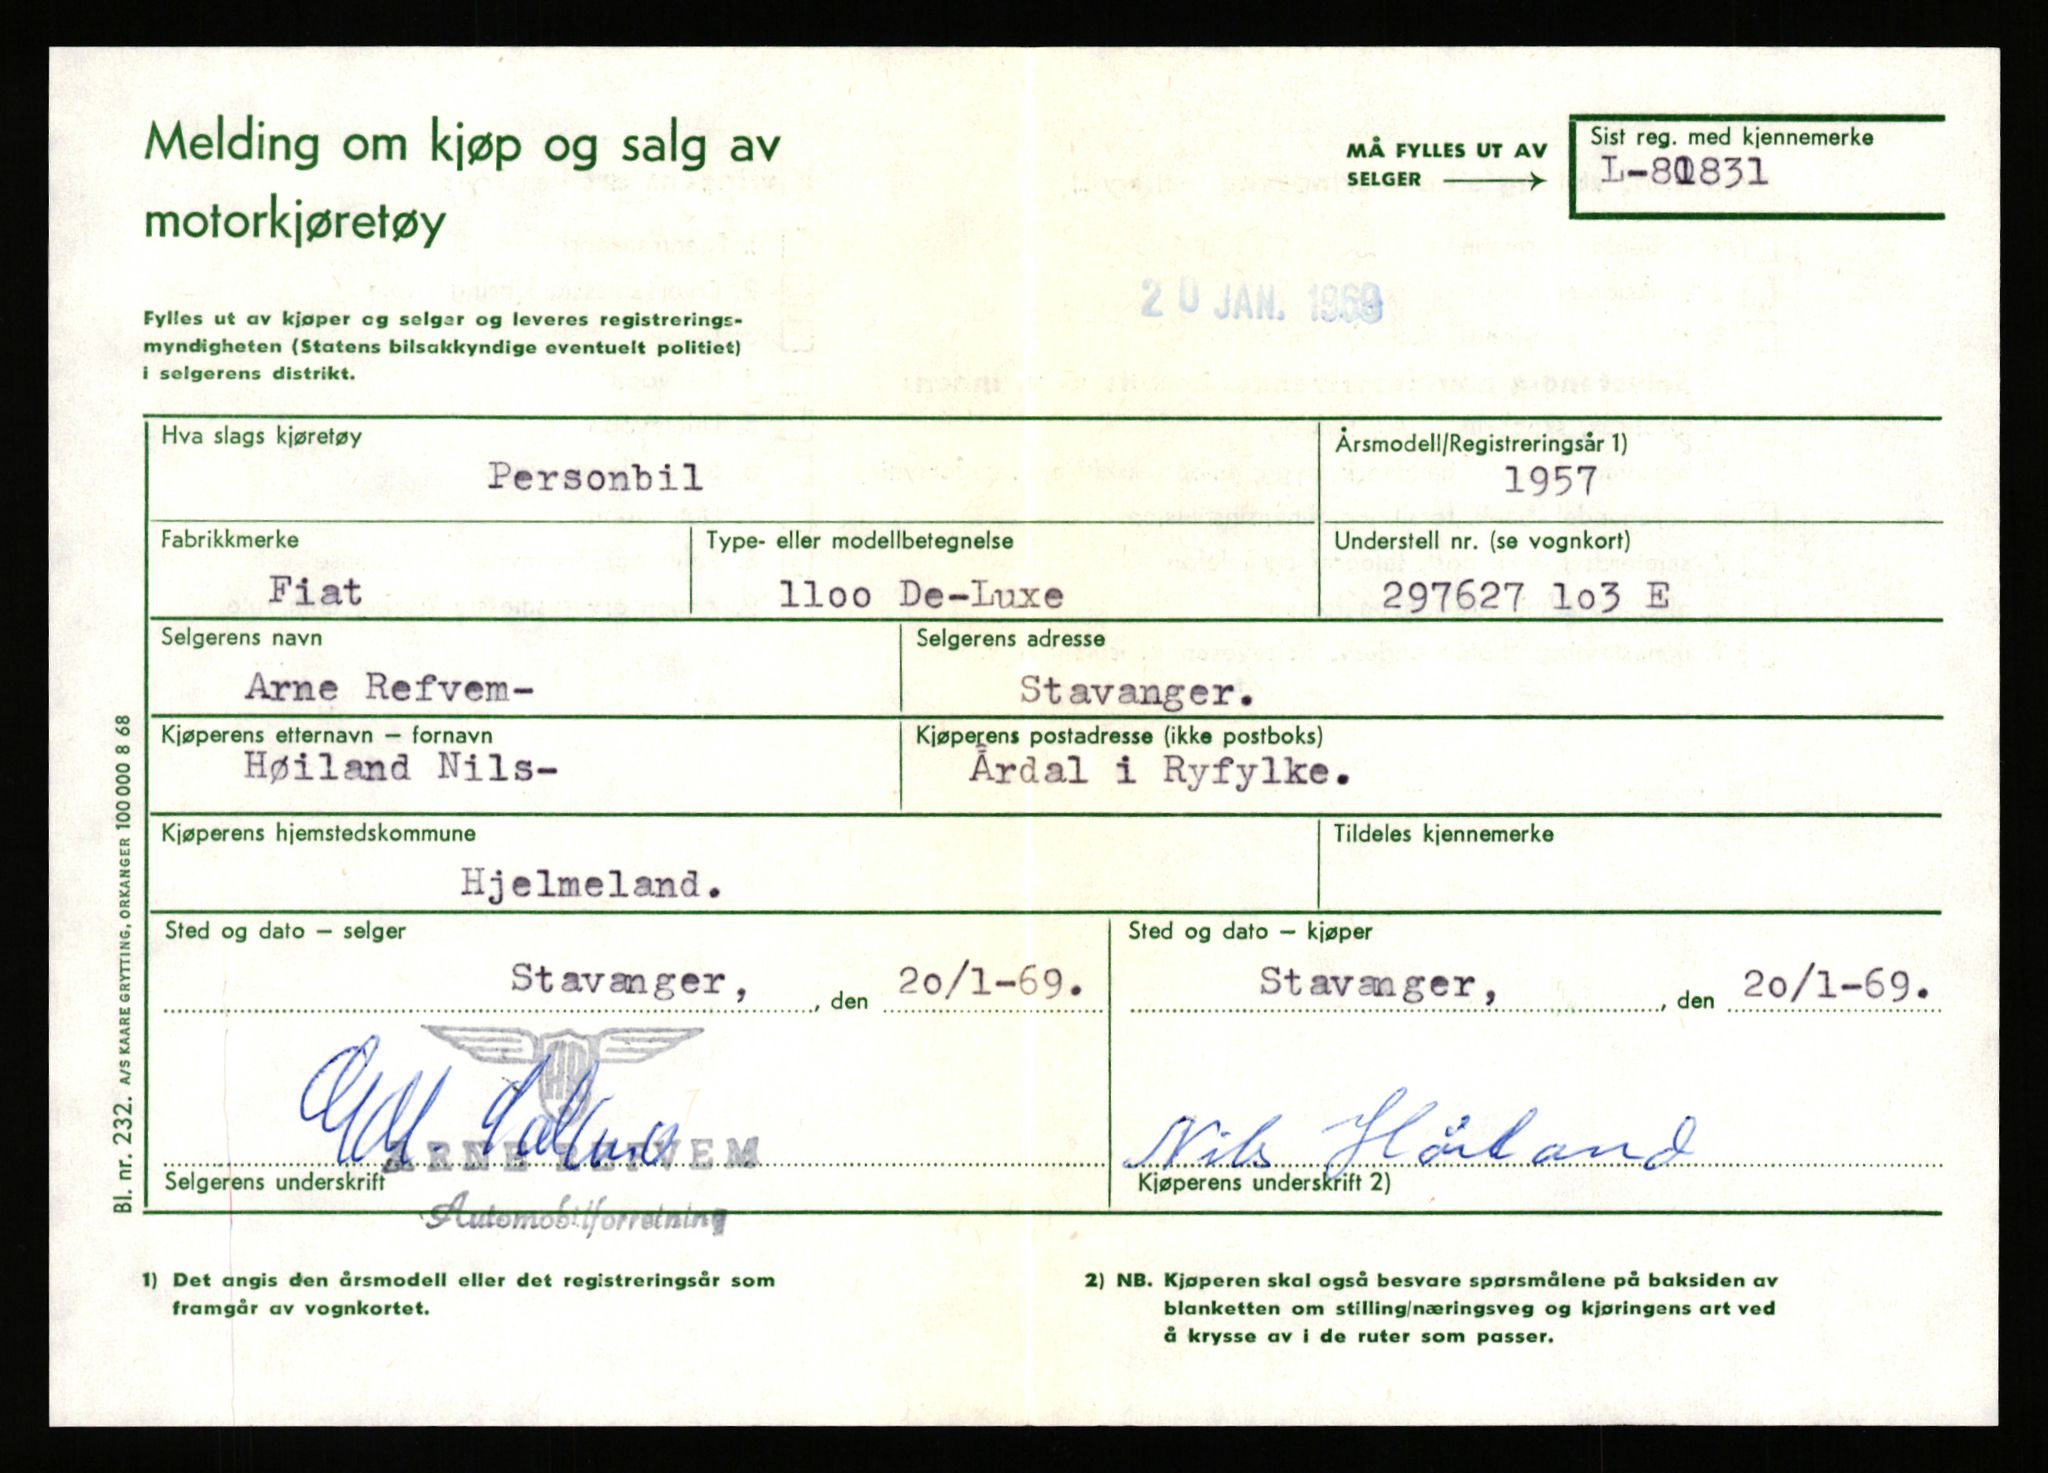 Melding om kjøp og salg av
motorkjøretøy
MÅ FYLLES UT AV
SELGER
Sist reg. med kjennemerke
20 JAN. 1969
Fylles ut av kjøper og selger og leveres registrerings-
myndigheten (Statens bilsakkyndige eventuelt politiet)
i selgerens distrikt.
Hva slags kjøretøy
Personbil
Årsmodell/Registreringsår 1)
1957
Fabrikkmerke
Fiat
Type- eller modellbetegnelse
11oo De-Luxe
Understell nr. (se vognkort)
297627 1o3 E
Selgerens navn
Arne Refvem-
Selgerens adresse
Stavanger.
Kjøperens etternavn – fornavn
Høiland Nils-
Kjøperens postadresse (ikke postboks)
Årdal i Ryfylke.
Kjøperens hjemstedskommune
Hjelmeland.
Tildeles kjennemerke
Sted og dato – selger
Stavanger, , den 2o/1-69.
Sted og dato – kjøper
Stavanger, , den 2o/1-69.
ARNE REFVEM
Selgerens underskrift
Automobilforretning
Nils Höiland
Kjøperens underskrift 2)
1) Det angis den årsmodell eller det registreringsår som
framgår av vognkortet.
2) NB. Kjøperen skal også besvare spørsmålene på baksiden av
blanketten om stilling/næringsveg og kjøringens art ved
å krysse av i de ruter som passer.
Bl. nr. 232. A/S KAARE GRYTTING, ORKANGER 100 000 8 68